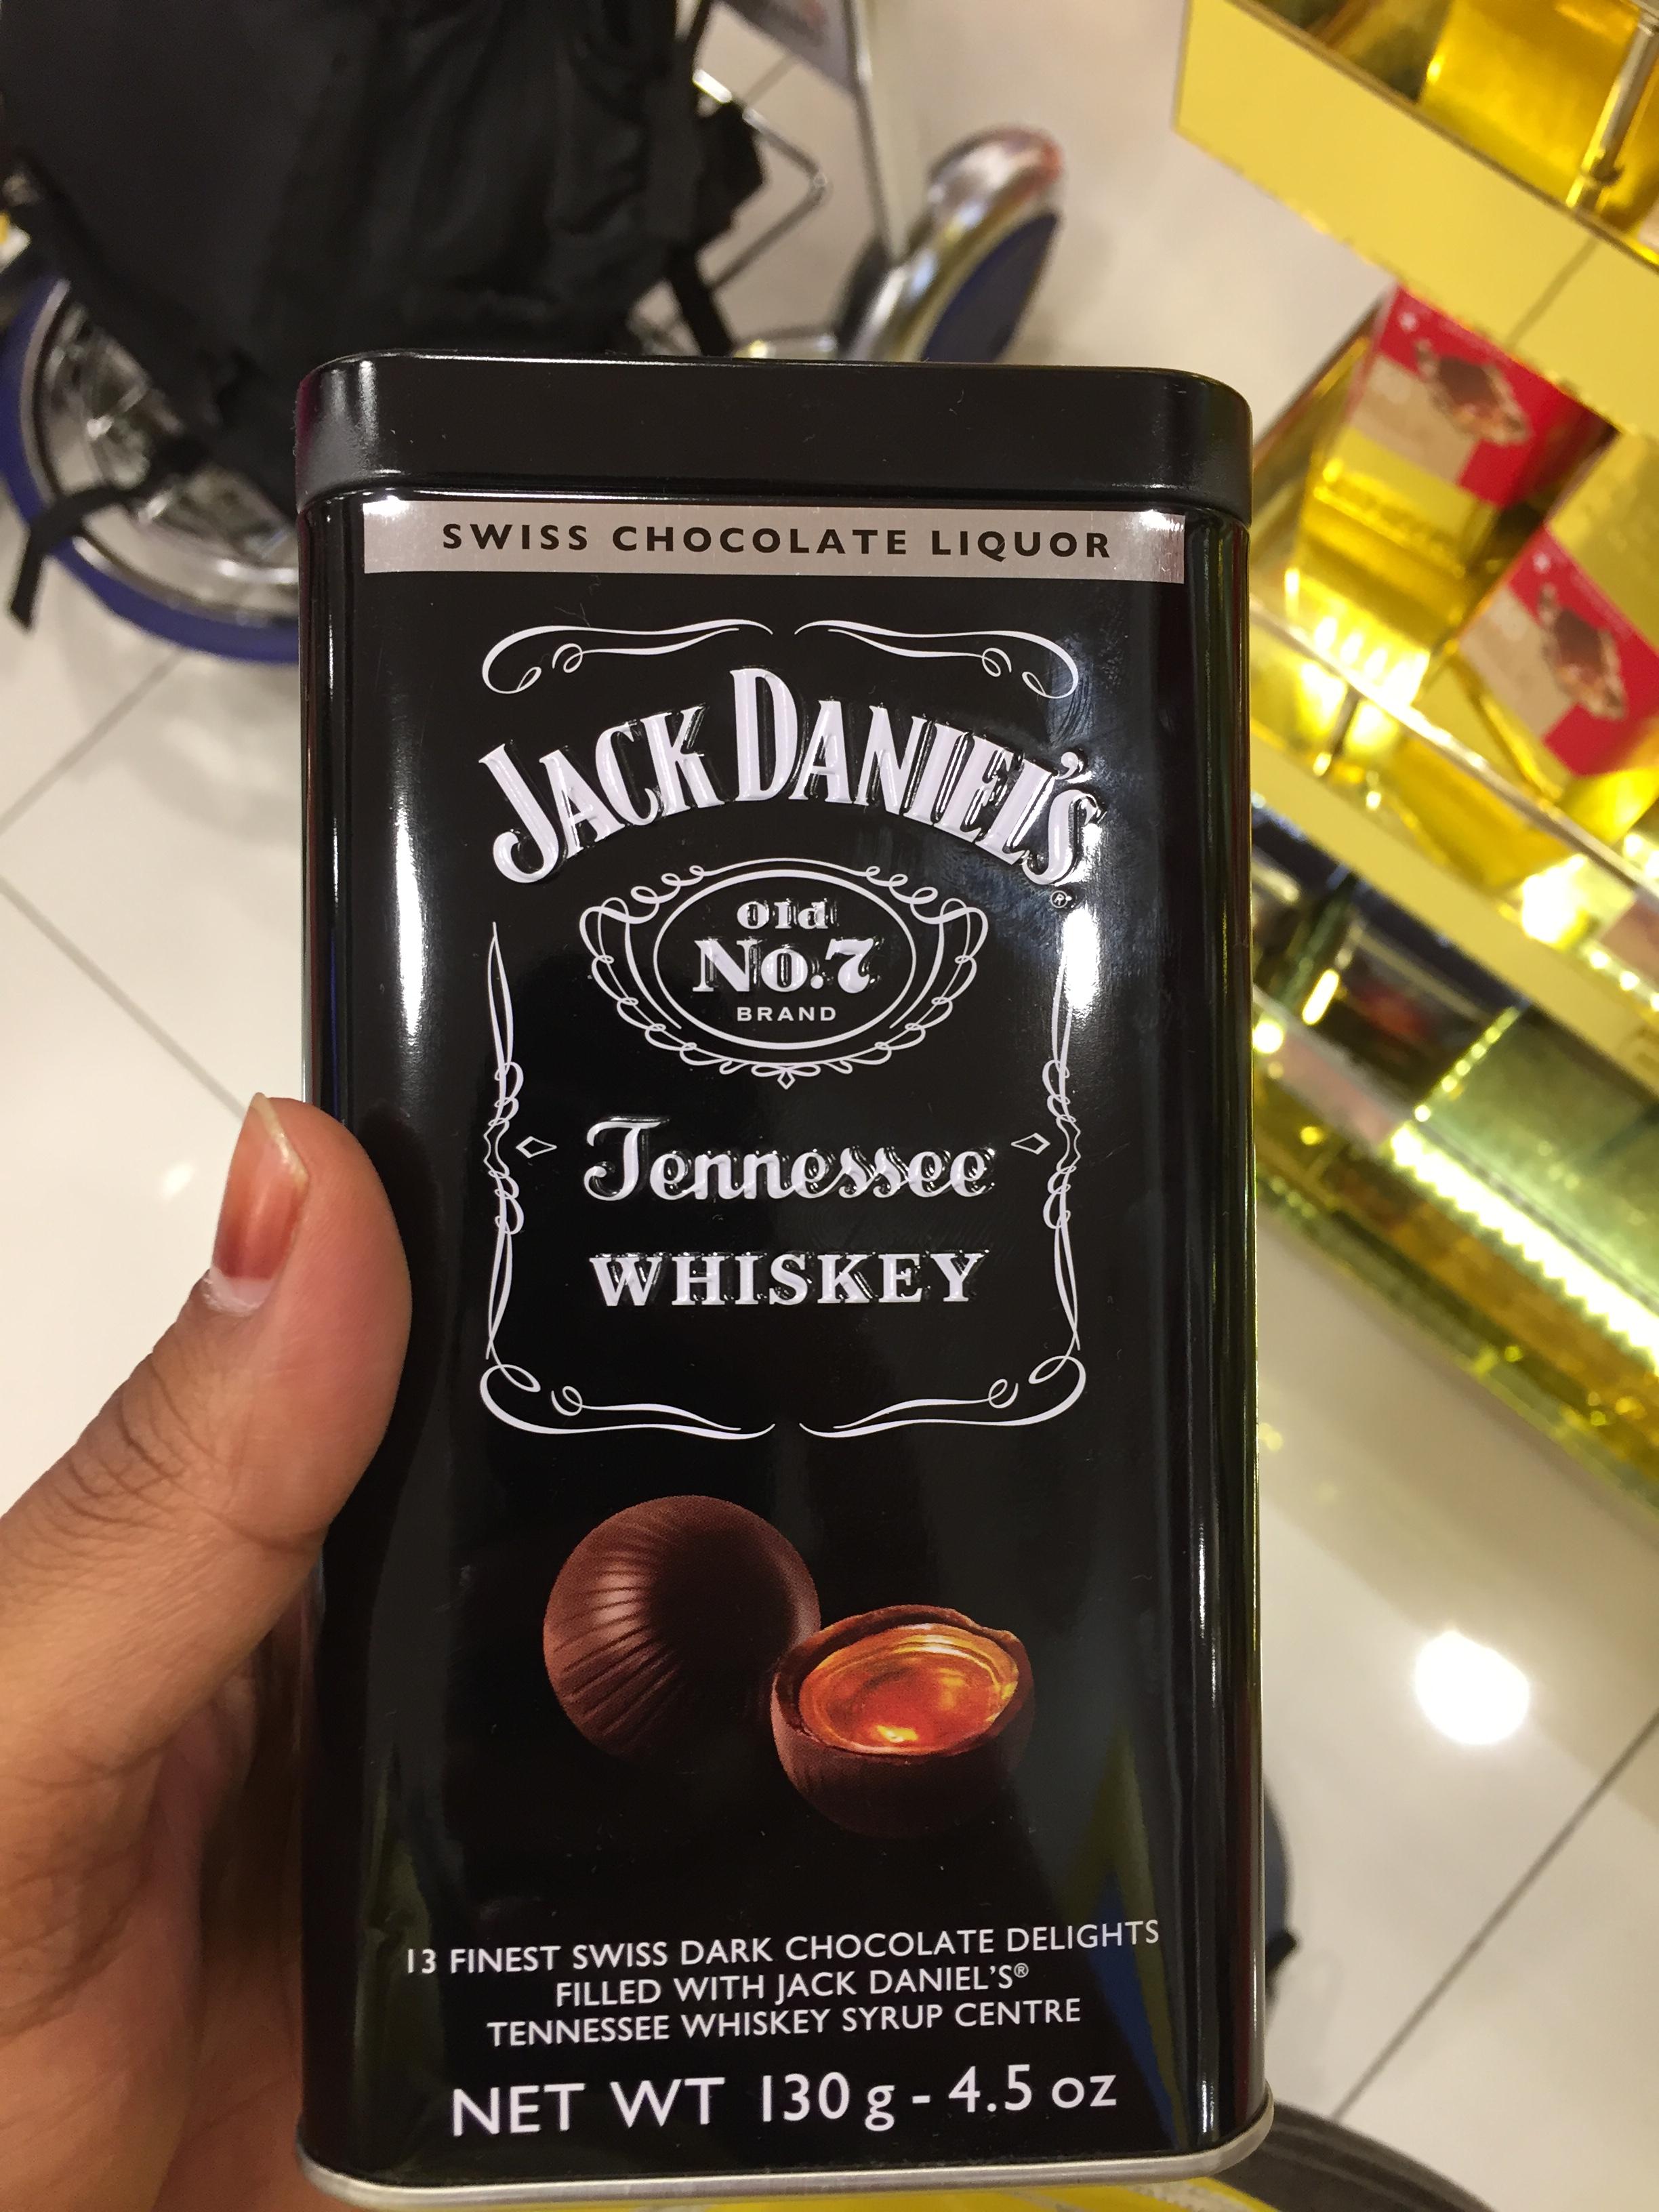 SWISS CHOCOLATE LIQUOR
JACK DANIEL'S®
Old
No.7
BRAND
Tennessee
WHISKEY
13 FINEST SWISS DARK CHOCOLATE DELIGHTS
FILLED WITH JACK DANIEL'S®
TENNESSEE WHISKEY SYRUP CENTRE
NET WT 130 g - 4.5 oz